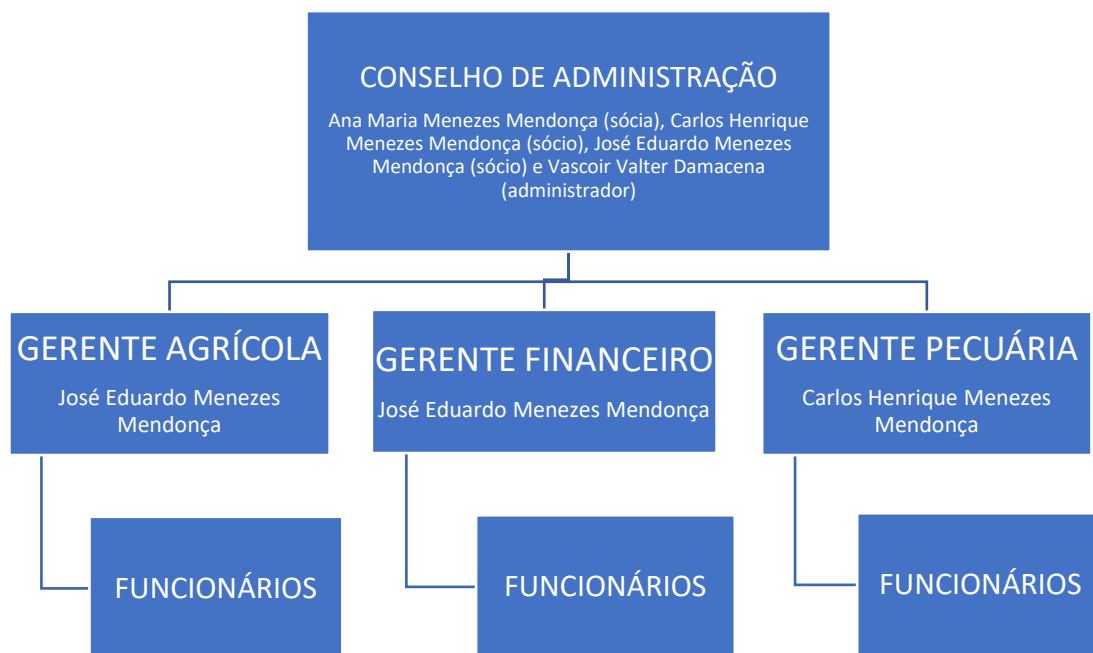 CONSELHO DE ADMINISTRAÇÃO
Ana Maria Menezes Mendonça (sócia), Carlos Henrique
Menezes Mendonça (sócio), José Eduardo Menezes
Mendonça (sócio) e Vascoir Valter Damacena
(administrador)
GERENTE AGRÍCOLA
José Eduardo Menezes
Mendonça
GERENTE FINANCEIRO
José Eduardo Menezes Mendonça
GERENTE PECUÁRIA
Carlos Henrique Menezes
Mendonça
FUNCIONÁRIOS
FUNCIONÁRIOS
FUNCIONÁRIOS